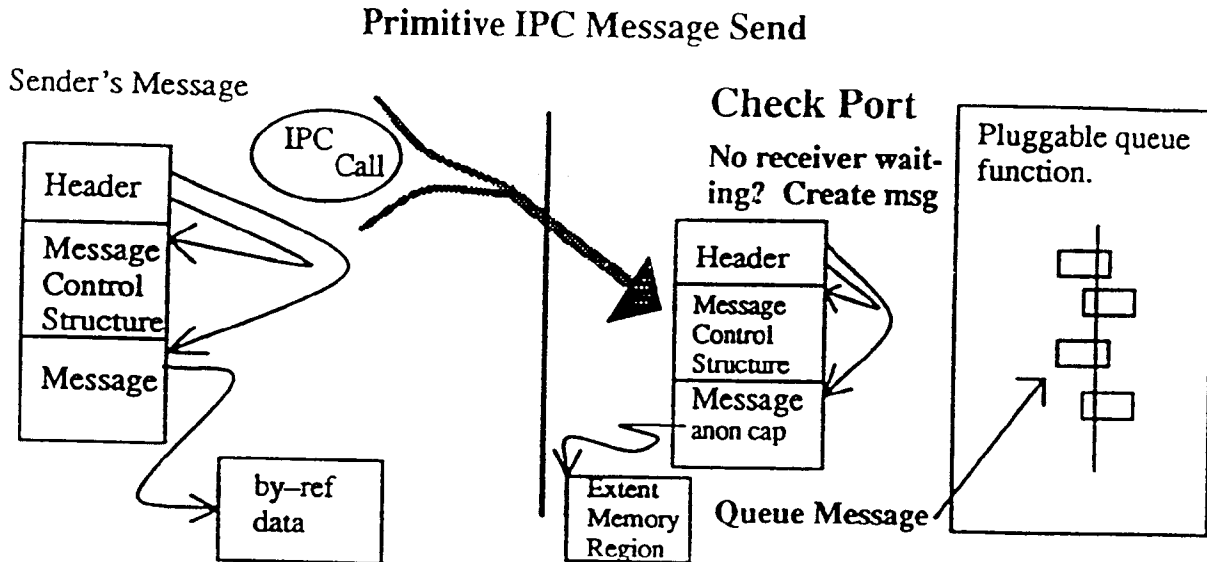 Primitive IPC Message Send
Sender's Message
IPC
Call
Header
Message
Control
Structure
Message
by–ref
data
Check Port
No receiver wait-
ing? Create msg
Header
Message
Control
Structure
Message
anon cap
Extent
Memory
Region
Queue Message
Pluggable queue
function.